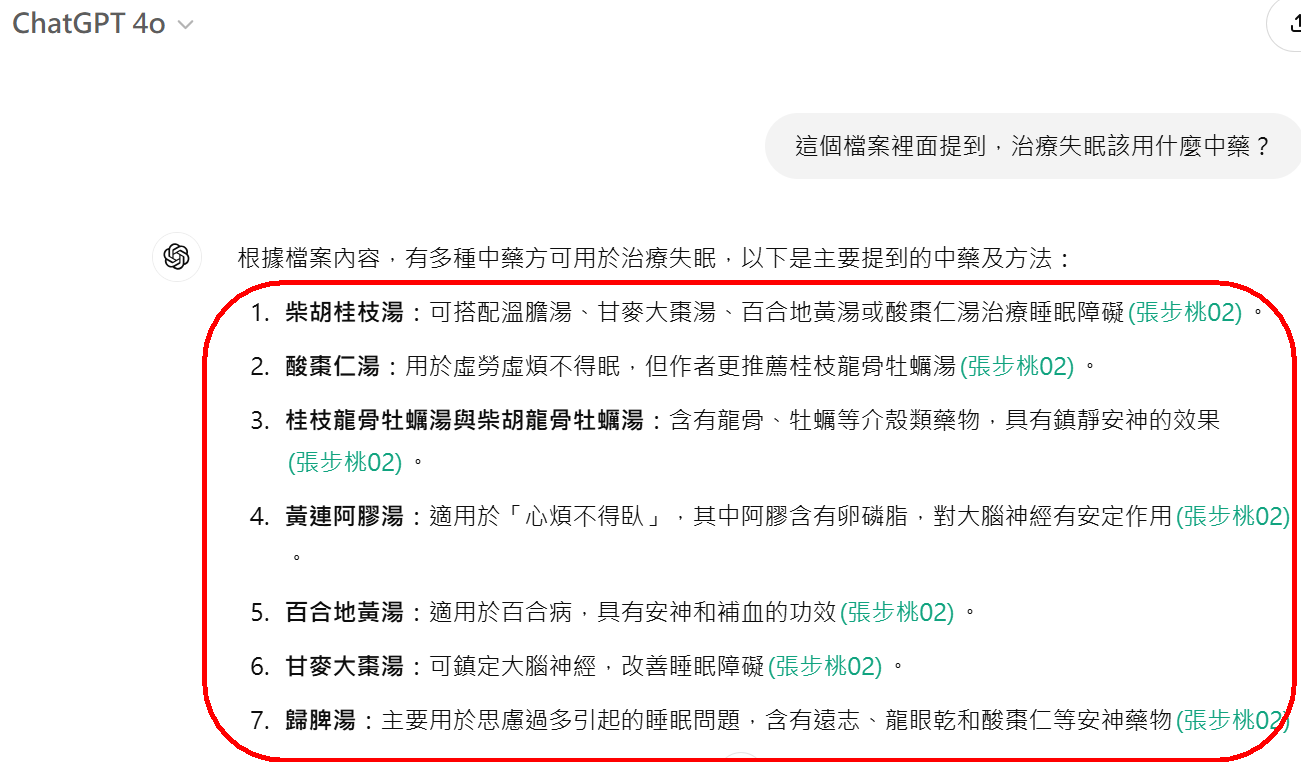 ChatGPT 4o
這個檔案裡面提到，治療失眠該用什麼中藥？
根據檔案內容，有多種中藥方可用於治療失眠，以下是主要提到的中藥及方法：
1. 柴胡桂枝湯：可搭配溫膽湯、甘麥大棗湯、百合地黃湯或酸棗仁湯治療睡眠障礙(張步桃02)。
2. 酸棗仁湯：用於虛勞虛煩不得眠，但作者更推薦桂枝龍骨牡蠣湯(張步桃02)。
3. 桂枝龍骨牡蠣湯與柴胡龍骨牡蠣湯：含有龍骨、牡蠣等介殼類藥物，具有鎮靜安神的效果
(張步桃02)。
4. 黃連阿膠湯：適用於「心煩不得臥」，其中阿膠含有卵磷脂，對大腦神經有安定作用(張步桃02)
。
5. 百合地黃湯：適用於百合病，具有安神和補血的功效(張步桃02)。
6. 甘麥大棗湯：可鎮定大腦神經，改善睡眠障礙(張步桃02)。
7. 歸脾湯：主要用於思慮過多引起的睡眠問題，含有遠志、龍眼乾和酸棗仁等安神藥物(張步桃02)